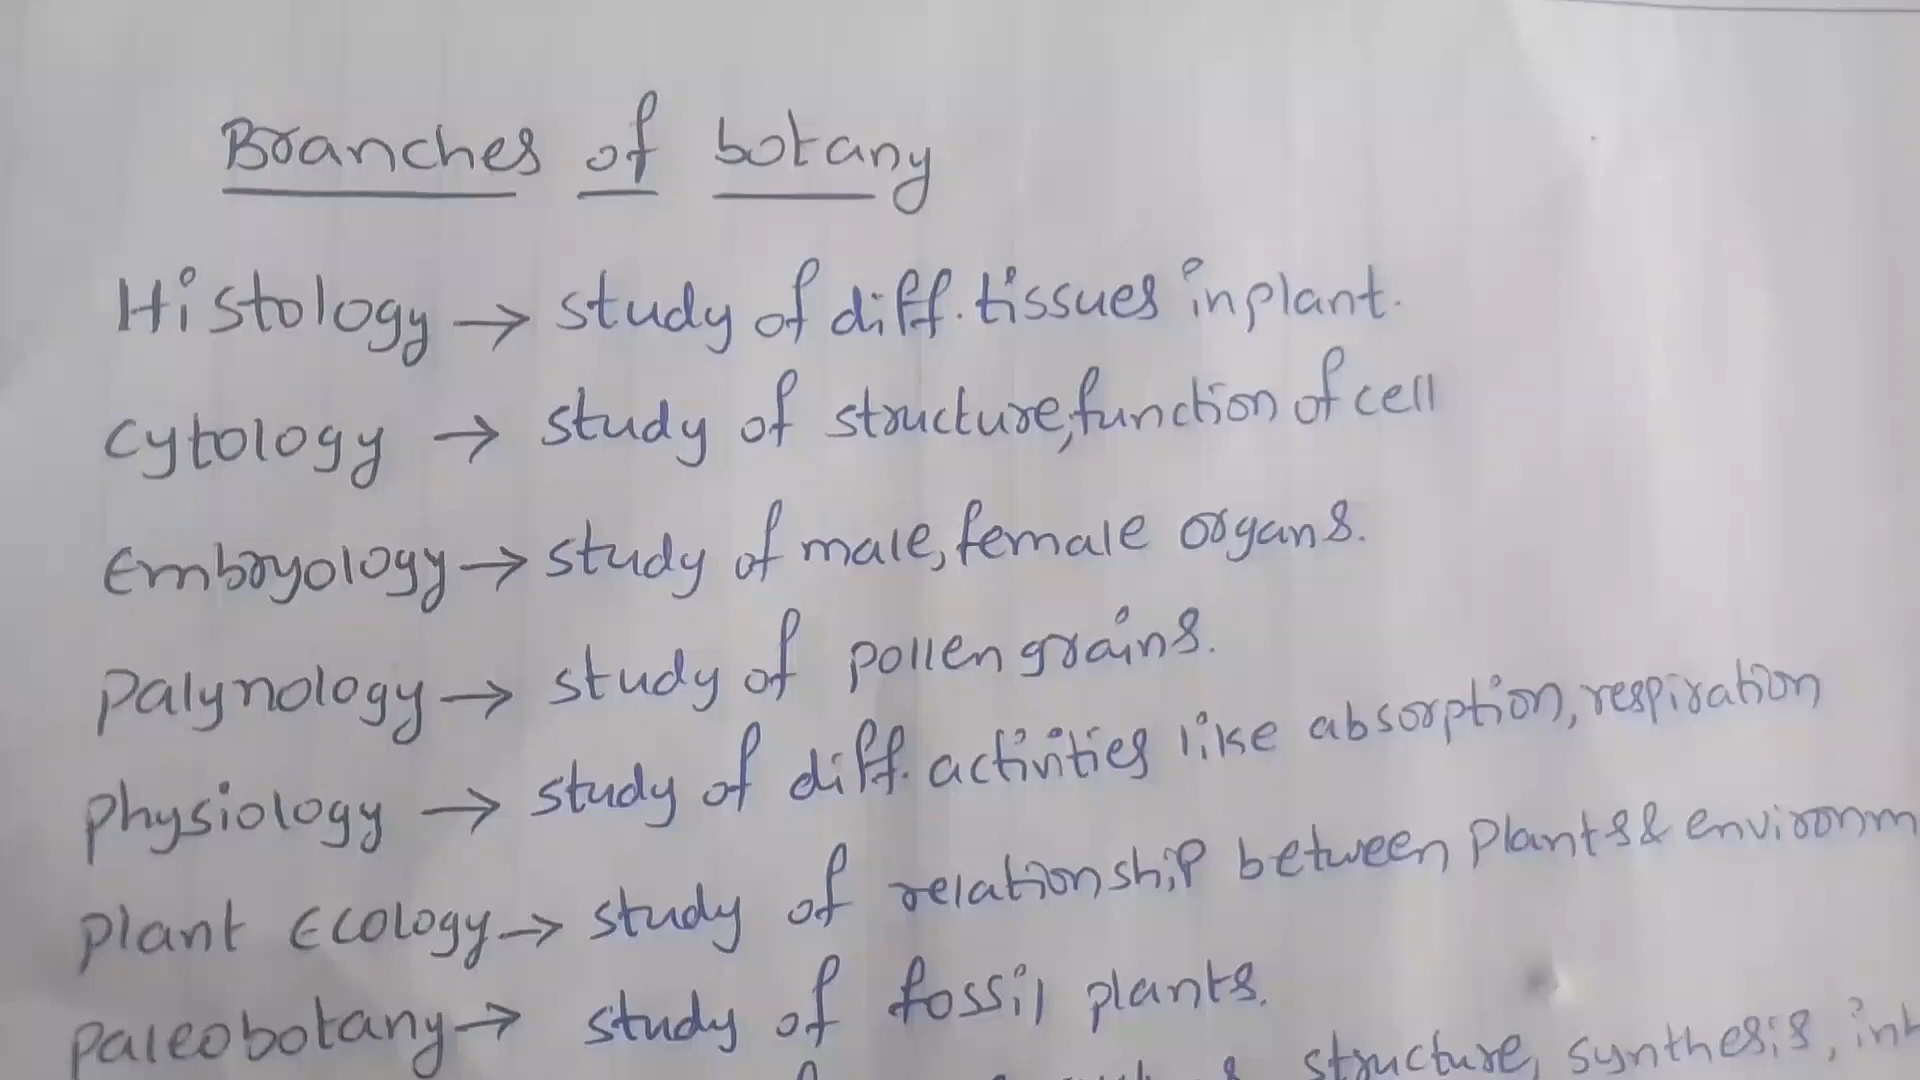 Branches of botany
Histology → study of diff. tissues in plant.
Cytology → study of structure, function of cell
Embryology → study of male, female organs.
Palynology → study of pollen grains.
Physiology → study of diff. activities like absorption, respiration
Plant Ecology → study of relationship between Plants & environm
Paleobotany → study of fossil plants.
structure, synthesis,